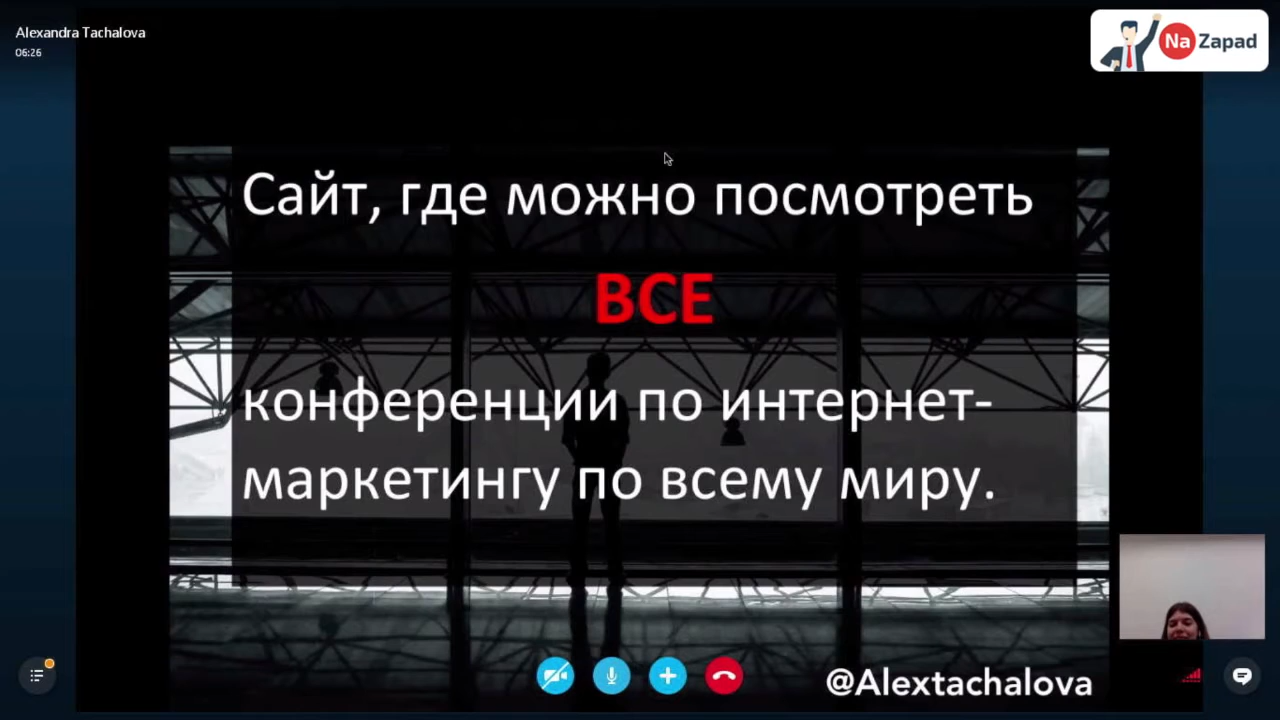 Alexandra Tachalova
06:26
Na Zapad
Сайт, где можно посмотреть
ВСЕ
конференции по интернет-
маркетингу по всему миру.
@Alextachalova